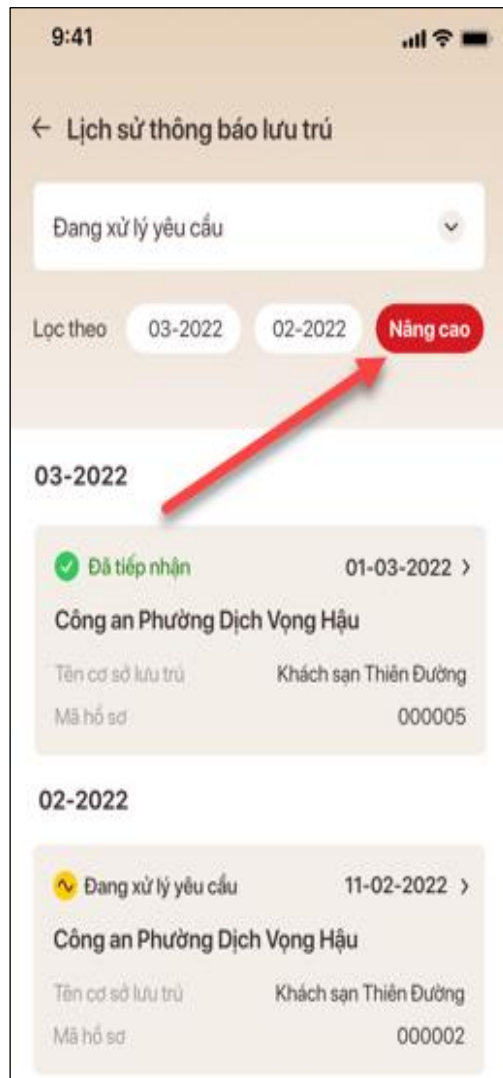 9:41
Lịch sử thông báo lưu trú
Đang xử lý yêu cầu
Lọc theo 03-2022 02-2022 Nâng cao
03-2022
Đã tiếp nhận 01-03-2022
Công an Phường Dịch Vọng Hậu
Tên cơ sở lưu trú Khách sạn Thiên Đường
Mã hồ sơ 000005
02-2022
Đang xử lý yêu cầu 11-02-2022
Công an Phường Dịch Vọng Hậu
Tên cơ sở lưu trú Khách sạn Thiên Đường
Mã hồ sơ 000002